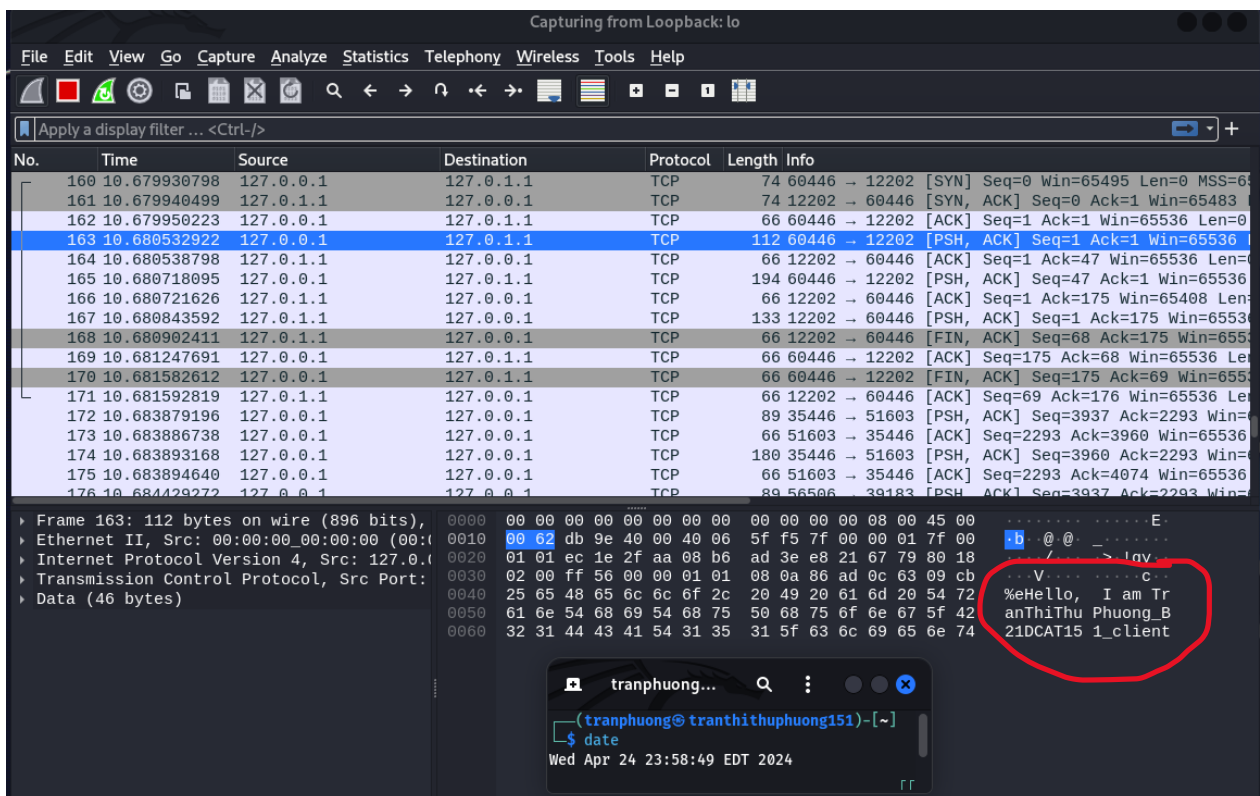 Capturing from Loopback: lo
File Edit View Go Capture Analyze Statistics Telephony Wireless Tools Help
Apply a display filter ... <Ctrl-/>
No. Time Source Destination Protocol Length Info
160 10.679930798 127.0.0.1 127.0.1.1 TCP 74 60446 → 12202 [SYN] Seq=0 Win=65495 Len=0 MSS=65
161 10.679940499 127.0.1.1 127.0.0.1 TCP 74 12202 → 60446 [SYN, ACK] Seq=0 Ack=1 Win=65483
162 10.679950223 127.0.0.1 127.0.1.1 TCP 66 60446 → 12202 [ACK] Seq=1 Ack=1 Win=65536 Len=0
163 10.680532922 127.0.0.1 127.0.1.1 TCP 112 60446 → 12202 [PSH, ACK] Seq=1 Ack=1 Win=65536
164 10.680538798 127.0.1.1 127.0.0.1 TCP 66 12202 → 60446 [ACK] Seq=1 Ack=47 Win=65536 Len=
165 10.680718095 127.0.0.1 127.0.1.1 TCP 194 60446 → 12202 [PSH, ACK] Seq=47 Ack=1 Win=65536
166 10.680721626 127.0.1.1 127.0.0.1 TCP 66 12202 → 60446 [ACK] Seq=1 Ack=175 Win=65408 Len=
167 10.680843592 127.0.1.1 127.0.0.1 TCP 133 12202 → 60446 [PSH, ACK] Seq=1 Ack=175 Win=6553
168 10.680902411 127.0.1.1 127.0.0.1 TCP 66 12202 → 60446 [FIN, ACK] Seq=68 Ack=175 Win=655
169 10.681247691 127.0.0.1 127.0.1.1 TCP 66 60446 → 12202 [ACK] Seq=175 Ack=68 Win=65536 Le
170 10.681582612 127.0.0.1 127.0.1.1 TCP 66 60446 → 12202 [FIN, ACK] Seq=175 Ack=69 Win=655
171 10.681592819 127.0.1.1 127.0.0.1 TCP 66 12202 → 60446 [ACK] Seq=69 Ack=176 Win=65536 Le
172 10.683879196 127.0.0.1 127.0.0.1 TCP 89 35446 → 51603 [PSH, ACK] Seq=3937 Ack=2293 Win=
173 10.683886738 127.0.0.1 127.0.0.1 TCP 66 51603 → 35446 [ACK] Seq=2293 Ack=3960 Win=65536
174 10.683893168 127.0.0.1 127.0.0.1 TCP 180 35446 → 51603 [PSH, ACK] Seq=3960 Ack=2293 Win=
175 10.683894640 127.0.0.1 127.0.0.1 TCP 66 51603 → 35446 [ACK] Seq=2293 Ack=4074 Win=65536
176 10.684429272 127.0.0.1 127.0.0.1 TCP 89 56506 → 39183 [PSH, ACK] Seq=3937 Ack=2293 Win=
Frame 163: 112 bytes on wire (896 bits),
Ethernet II, Src: 00:00:00_00:00:00 (00:
Internet Protocol Version 4, Src: 127.0.
Transmission Control Protocol, Src Port:
Data (46 bytes)
0000 00 00 00 00 00 00 00 00 00 00 00 00 08 00 45 00 ········ ······E·
0010 00 62 db 9e 40 00 40 06 5f f5 7f 00 00 01 7f 00 ·b··@·@· _·······
0020 01 01 ec 1e 2f aa 08 b6 ad 3e e8 21 67 79 80 18 ····/··· ·>·!gy··
0030 02 00 ff 56 00 00 01 01 08 0a 86 ad 0c 63 09 cb ···V···· ·····c··
0040 25 65 48 65 6c 6c 6f 2c 20 49 20 61 6d 20 54 72 %eHello, I am Tr
0050 61 6e 54 68 69 54 68 75 50 68 75 6f 6e 67 5f 42 anThiThu Phuong_B
0060 32 31 44 43 41 54 31 35 31 5f 63 6c 69 65 6e 74 21DCAT15 1_client
tranphuong...
(tranphuong㉿tranthithuphuong151)-[~]
$ date
Wed Apr 24 23:58:49 EDT 2024